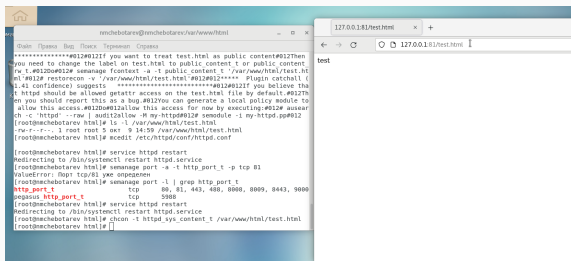 nmchebotarev@nmchebotarev:/var/www/html
Файл Правка Вид Поиск Терминал Справка
***************#012#012If you want to treat test.html as public content#012Then
you need to change the label on test.html to public_content_t or public_content_
rw_t.#012Do#012# semanage fcontext -a -t public_content_t '/var/www/html/test.ht
ml'#012# restorecon -v '/var/www/html/test.html'#012#012***** Plugin catchall (
1.41 confidence) suggests **************************#012#012If you believe tha
t httpd should be allowed getattr access on the test.html file by default.#012Th
en you should report this as a bug.#012You can generate a local policy module to
allow this access.#012Do#012allow this access for now by executing:#012# ausear
ch -c 'httpd' --raw | audit2allow -M my-httpd#012# semodule -i my-httpd.pp#012
[root@nmchebotarev html]# ls -l /var/www/html/test.html
-rw-r--r--. 1 root root 5 окт 9 14:59 /var/www/html/test.html
[root@nmchebotarev html]# mcedit /etc/httpd/conf/httpd.conf
[root@nmchebotarev html]# service httpd restart
Redirecting to /bin/systemctl restart httpd.service
[root@nmchebotarev html]# semanage port -a -t http_port_t -p tcp 81
ValueError: Порт tcp/81 уже определен
[root@nmchebotarev html]# semanage port -l | grep http_port_t
http_port_t tcp 80, 81, 443, 488, 8008, 8009, 8443, 9000
pegasus_http_port_t tcp 5988
[root@nmchebotarev html]# service httpd restart
Redirecting to /bin/systemctl restart httpd.service
[root@nmchebotarev html]# chcon -t httpd_sys_content_t /var/www/html/test.html
[root@nmchebotarev html]#
127.0.0.1:81/test.html
127.0.0.1:81/test.html
test